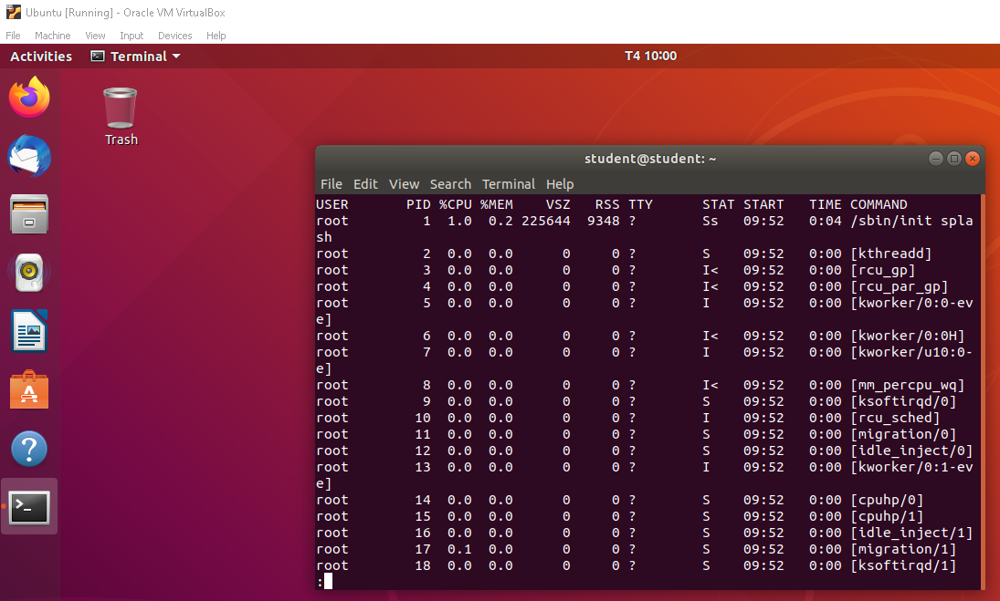 Ubuntu [Running] - Oracle VM VirtualBox
File Machine View Input Devices Help
Activities Terminal T4 10:00
Trash
student@student: ~
File Edit View Search Terminal Help
USER PID %CPU %MEM VSZ RSS TTY STAT START TIME COMMAND
root 1 1.0 0.2 225644 9348 ? Ss 09:52 0:04 /sbin/init spla
sh
root 2 0.0 0.0 0 0 ? S 09:52 0:00 [kthreadd]
root 3 0.0 0.0 0 0 ? I< 09:52 0:00 [rcu_gp]
root 4 0.0 0.0 0 0 ? I< 09:52 0:00 [rcu_par_gp]
root 5 0.0 0.0 0 0 ? I 09:52 0:00 [kworker/0:0-ev
e]
root 6 0.0 0.0 0 0 ? I< 09:52 0:00 [kworker/0:0H]
root 7 0.0 0.0 0 0 ? I 09:52 0:00 [kworker/u10:0-
e]
root 8 0.0 0.0 0 0 ? I< 09:52 0:00 [mm_percpu_wq]
root 9 0.0 0.0 0 0 ? S 09:52 0:00 [ksoftirqd/0]
root 10 0.0 0.0 0 0 ? I 09:52 0:00 [rcu_sched]
root 11 0.0 0.0 0 0 ? S 09:52 0:00 [migration/0]
root 12 0.0 0.0 0 0 ? S 09:52 0:00 [idle_inject/0]
root 13 0.0 0.0 0 0 ? I 09:52 0:00 [kworker/0:1-ev
e]
root 14 0.0 0.0 0 0 ? S 09:52 0:00 [cpuhp/0]
root 15 0.0 0.0 0 0 ? S 09:52 0:00 [cpuhp/1]
root 16 0.0 0.0 0 0 ? S 09:52 0:00 [idle_inject/1]
root 17 0.1 0.0 0 0 ? S 09:52 0:00 [migration/1]
root 18 0.0 0.0 0 0 ? S 09:52 0:00 [ksoftirqd/1]
: